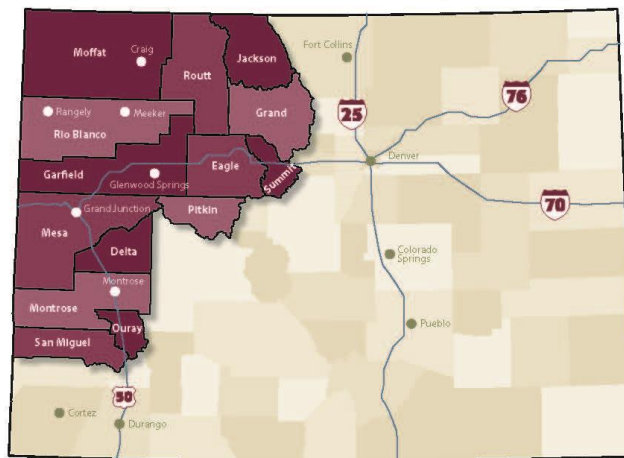 Moffat
Craig
Routt
Jackson
Fort Collins
Grand
25
76
Rangely
Meeker
Rio Blanco
Garfield
Glenwood Springs
Eagle
Summit
Denver
70
Grand Junction
Pitkin
Mesa
Delta
Colorado
Springs
Montrose
Montrose
Ouray
Pueblo
San Miguel
50
Cortez
Durango